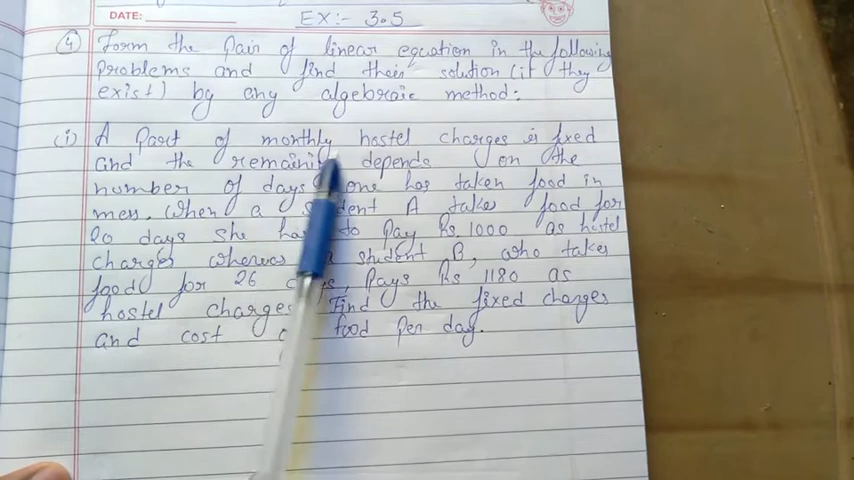 DATE:
EX:- 3.5
4 Form the Pair of linear equation in the following
Problems and find their solution (if they
exist) by any algebraic method:
(i) A Part of monthly hostel charges is fixed
and the depends on the
number of days one has taken food in
mess. When a A takes food for
20 days she to Pay Rs. 1000 as hostel
charges whereas student B, who takes
food for 26 Pays Rs 1180 as
hostel charges. Find the fixed charges
and cost food Per day.